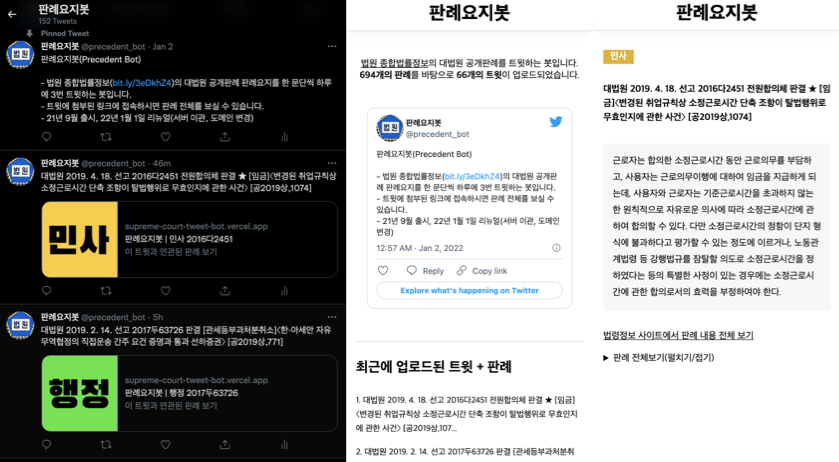 판례요지봇
152 Tweets
Pinned Tweet
법원
판례요지봇 @precedent_bot · Jan 2
판례요지봇(Precedent Bot)
- 법원 종합법률정보(bit.ly/3eDkhZ4)의 대법원 공개판례 판례요지를 한 문단씩 하루
에 3번 트윗하는 봇입니다.
- 트윗에 첨부된 링크에 접속하시면 판례 전체를 보실 수 있습니다.
- 21년 9월 출시, 22년 1월 1일 리뉴얼(서버 이관, 도메인 변경)
법원
판례요지봇 @precedent_bot · 46m
대법원 2019. 4. 18. 선고 2016다2451 전원합의체 판결 ★ [임금]<변경된 취업규칙상
소정근로시간 단축 조항이 탈법행위로 무효인지에 관한 사건> [공2019상,1074]
민사
supreme-court-tweet-bot.vercel.app
판례요지봇 | 민사 2016다2451
이 트윗과 연관된 판례 보기
법원
판례요지봇 @precedent_bot · 5h
대법원 2019. 2. 14. 선고 2017두63726 판결 [관세등부과처분취소]<한·아세안 자유
무역협정의 직접운송 간주 요건 증명과 통과 선하증권> [공2019상,771]
행정
supreme-court-tweet-bot.vercel.app
판례요지봇 | 행정 2017두63726
이 트윗과 연관된 판례 보기
판례요지봇
법원 종합법률정보의 대법원 공개판례를 트윗하는 봇입니다.
694개의 판례를 바탕으로 66개의 트윗이 업로드되었습니다.
법원
판례요지봇
@precedent_bot
판례요지봇(Precedent Bot)
- 법원 종합법률정보(bit.ly/3eDkhZ4)의 대법원 공개판
례 판례요지를 한 문단씩 하루에 3번 트윗하는 봇입니다.
- 트윗에 첨부된 링크에 접속하시면 판례 전체를 보실 수
있습니다.
- 21년 9월 출시, 22년 1월 1일 리뉴얼(서버 이관, 도메인
변경)
12:57 AM · Jan 2, 2022
Reply
Copy link
Explore what's happening on Twitter
최근에 업로드된 트윗 + 판례
1. 대법원 2019. 4. 18. 선고 2016다2451 전원합의체 판결 ★ [임금]
<변경된 취업규칙상 소정근로시간 단축 조항이 탈법행위로 무효인지
에 관한 사건> [공2019상,107...
2. 대법원 2019. 2. 14. 선고 2017두63726 판결 [관세등부과처분취
판례요지봇
민사
대법원 2019. 4. 18. 선고 2016다2451 전원합의체 판결 ★ [임
금]<변경된 취업규칙상 소정근로시간 단축 조항이 탈법행위로
무효인지에 관한 사건> [공2019상,1074]
근로자는 합의한 소정근로시간 동안 근로의무를 부담하
고, 사용자는 근로의무이행에 대하여 임금을 지급하게 되
는데, 사용자와 근로자는 기준근로시간을 초과하지 않는
한 원칙적으로 자유로운 의사에 따라 소정근로시간에 관
하여 합의할 수 있다. 다만 소정근로시간의 정함이 단지 형
식에 불과하다고 평가할 수 있는 정도에 이르거나, 노동관
계법령 등 강행법규를 잠탈할 의도로 소정근로시간을 정
하였다는 등의 특별한 사정이 있는 경우에는 소정근로시
간에 관한 합의로서의 효력을 부정하여야 한다.
법령정보 사이트에서 판례 내용 전체 보기
▶ 판례 전체보기(펼치기/접기)